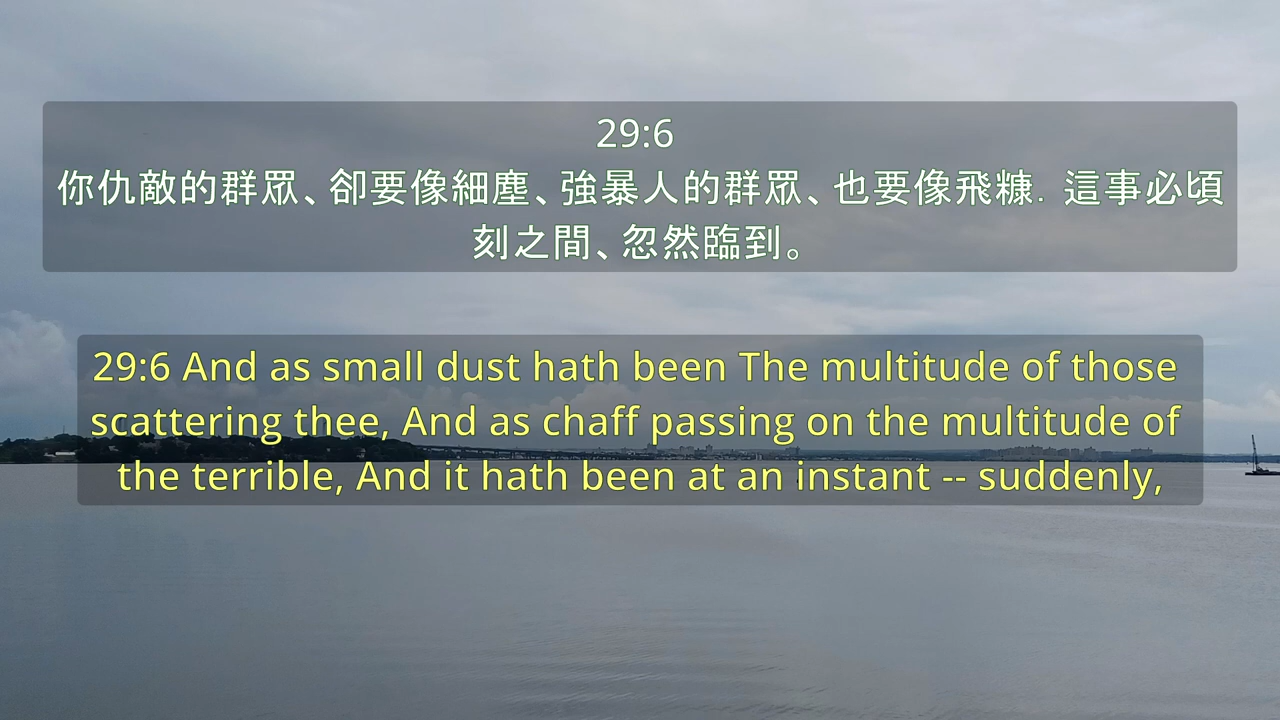 29:6
你仇敵的群眾、卻要像細塵、強暴人的群眾、也要像飛糠. 這事必頃
刻之間、忽然臨到。
29:6 And as small dust hath been The multitude of those
scattering thee, And as chaff passing on the multitude of
the terrible, And it hath been at an instant -- suddenly,